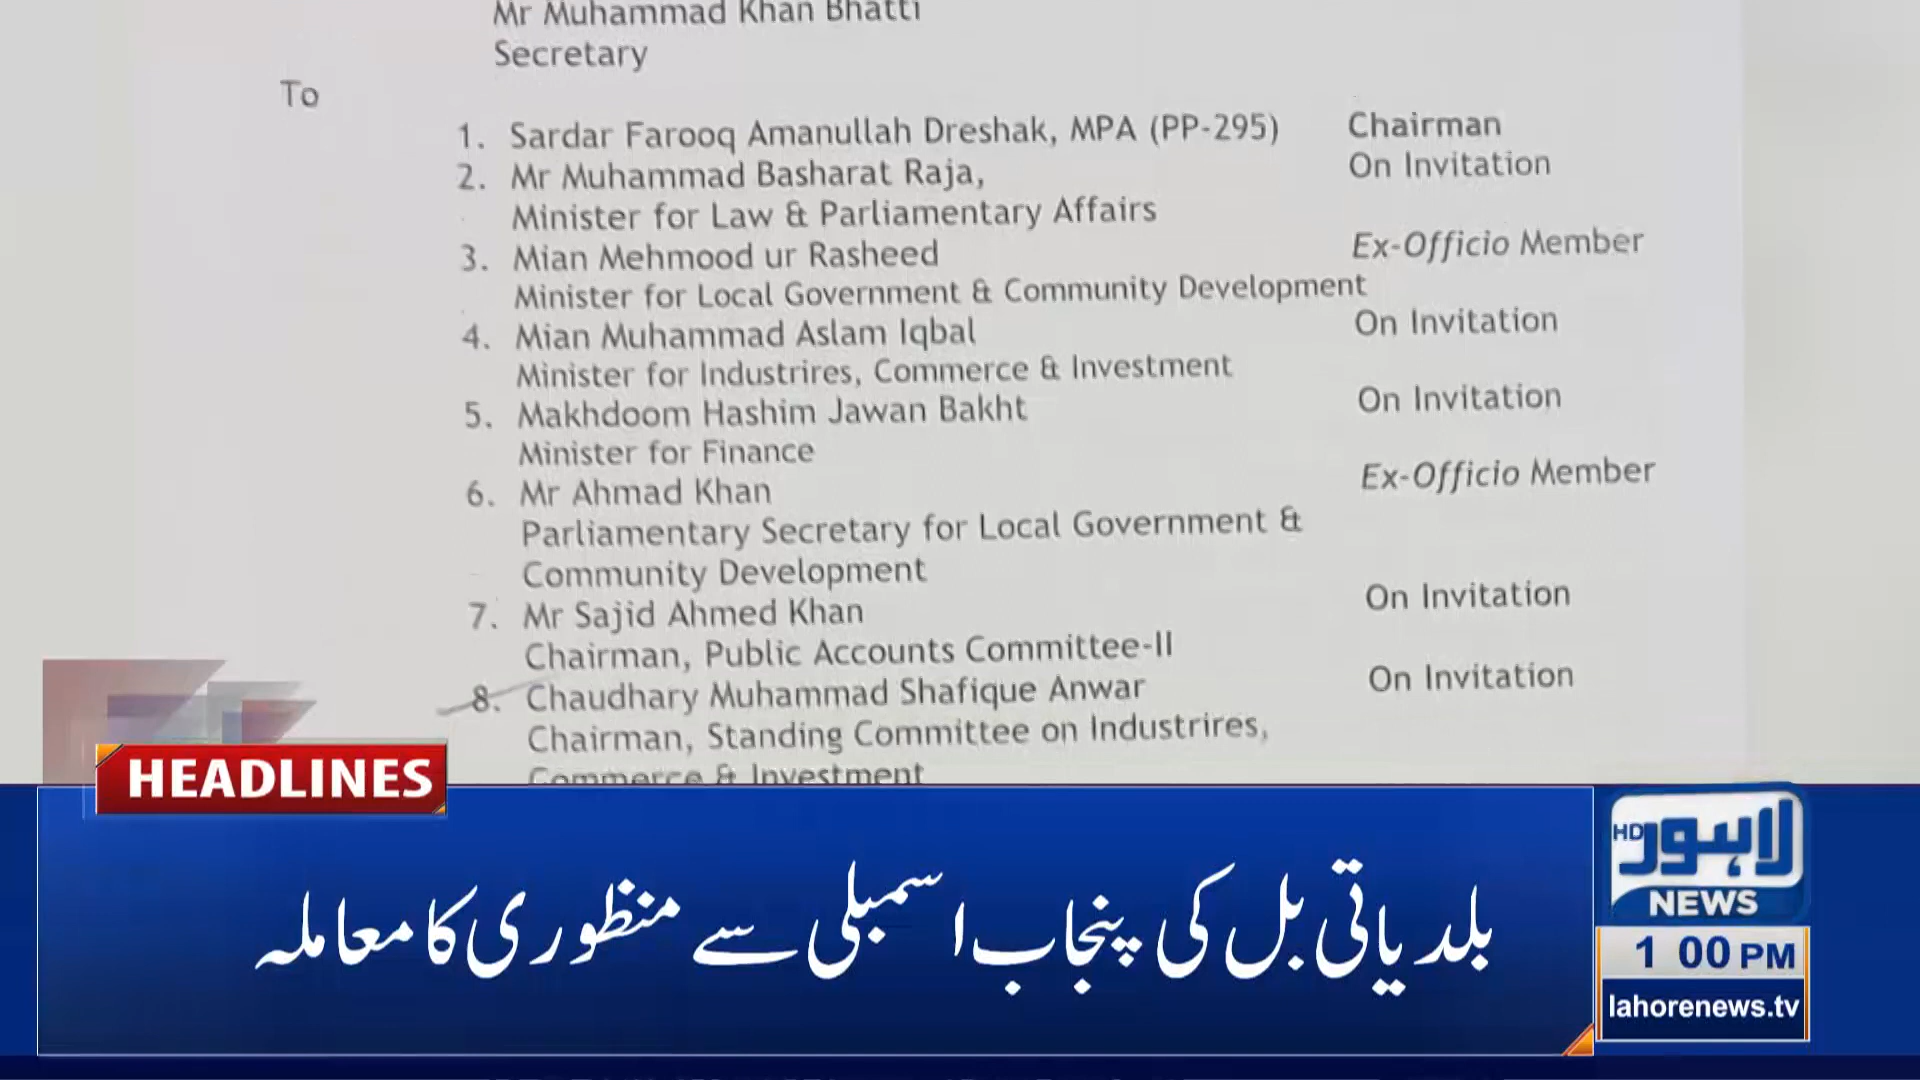 Mr Muhammad Khan Bhatti
Secretary
To
1. Sardar Farooq Amanullah Dreshak, MPA (PP-295) Chairman
2. Mr Muhammad Basharat Raja, On Invitation
Minister for Law & Parliamentary Affairs
3. Mian Mehmood ur Rasheed Ex-Officio Member
Minister for Local Government & Community Development
4. Mian Muhammad Aslam Iqbal On Invitation
Minister for Industrires, Commerce & Investment
5. Makhdoom Hashim Jawan Bakht On Invitation
Minister for Finance
6. Mr Ahmad Khan Ex-Officio Member
Parliamentary Secretary for Local Government &
Community Development
7. Mr Sajid Ahmed Khan On Invitation
Chairman, Public Accounts Committee-II
8. Chaudhary Muhammad Shafique Anwar On Invitation
Chairman, Standing Committee on Industrires,
Commerce & Investment
HEADLINES
بلدیاتی بل کی پنجاب اسمبلی سے منظوری کا معاملہ
لاہور HD
NEWS
1 00 PM
lahorenews.tv